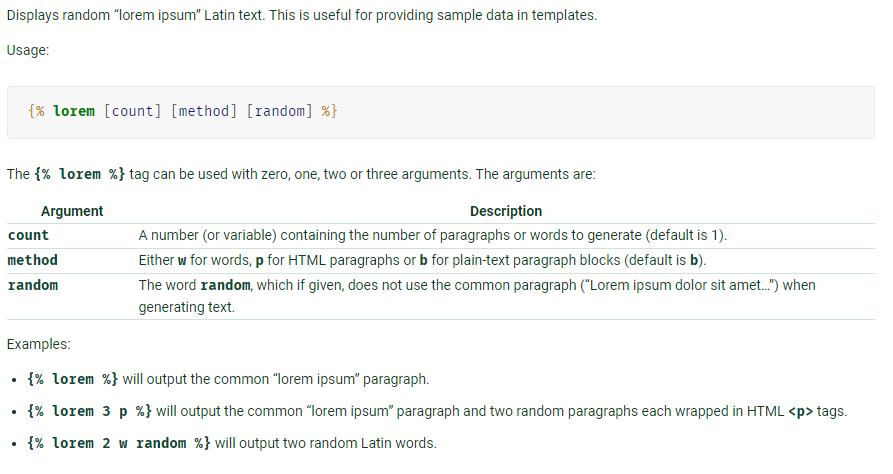 Displays random “lorem ipsum” Latin text. This is useful for providing sample data in templates.
Usage:
{% lorem [count] [method] [random] %}
The {% lorem %} tag can be used with zero, one, two or three arguments. The arguments are:
Argument Description
count A number (or variable) containing the number of paragraphs or words to generate (default is 1).
method Either w for words, p for HTML paragraphs or b for plain-text paragraph blocks (default is b).
random The word random, which if given, does not use the common paragraph (“Lorem ipsum dolor sit amet…”) when
generating text.
Examples:
• {% lorem %} will output the common “lorem ipsum” paragraph.
• {% lorem 3 p %} will output the common “lorem ipsum” paragraph and two random paragraphs each wrapped in HTML <p> tags.
• {% lorem 2 w random %} will output two random Latin words.